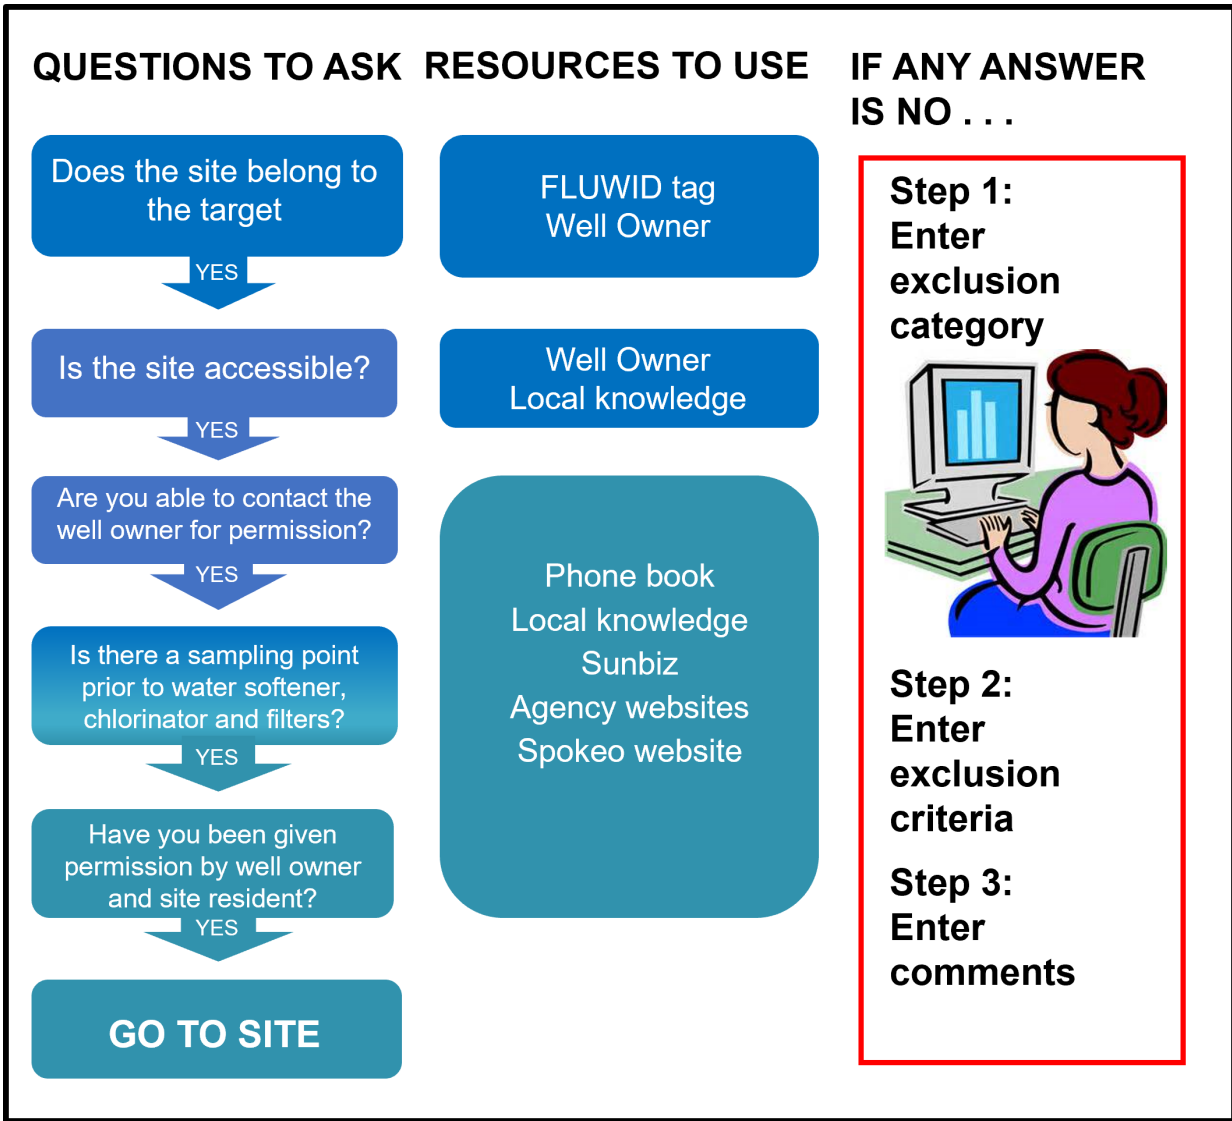 QUESTIONS TO ASK
Does the site belong to
the target
YES
Is the site accessible?
YES
Are you able to contact the
well owner for permission?
YES
Is there a sampling point
prior to water softener,
chlorinator and filters?
YES
Have you been given
permission by well owner
and site resident?
YES
GO TO SITE
RESOURCES TO USE
FLUWID tag
Well Owner
Well Owner
Local knowledge
Phone book
Local knowledge
Sunbiz
Agency websites
Spokeo website
IF ANY ANSWER
IS NO . . .
Step 1:
Enter
exclusion
category
Step 2:
Enter
exclusion
criteria
Step 3:
Enter
comments